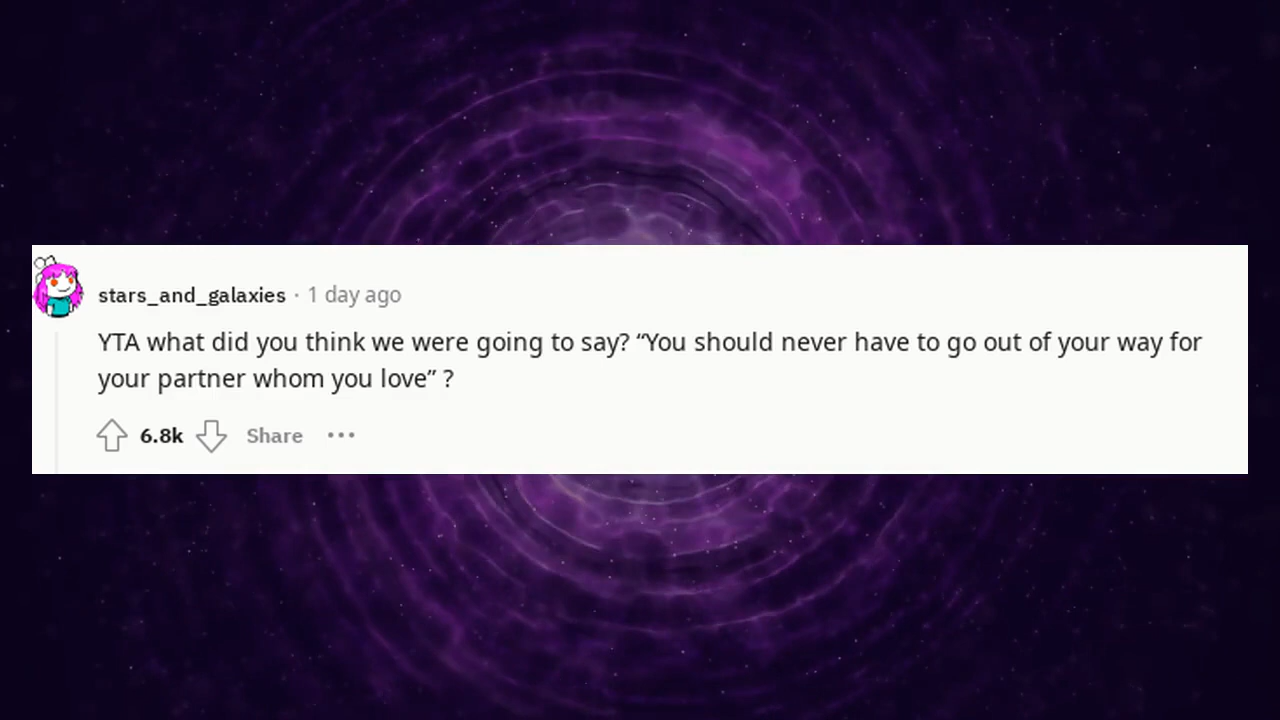 stars_and_galaxies · 1 day ago
YTA what did you think we were going to say? “You should never have to go out of your way for
your partner whom you love” ?
6.8k Share •••